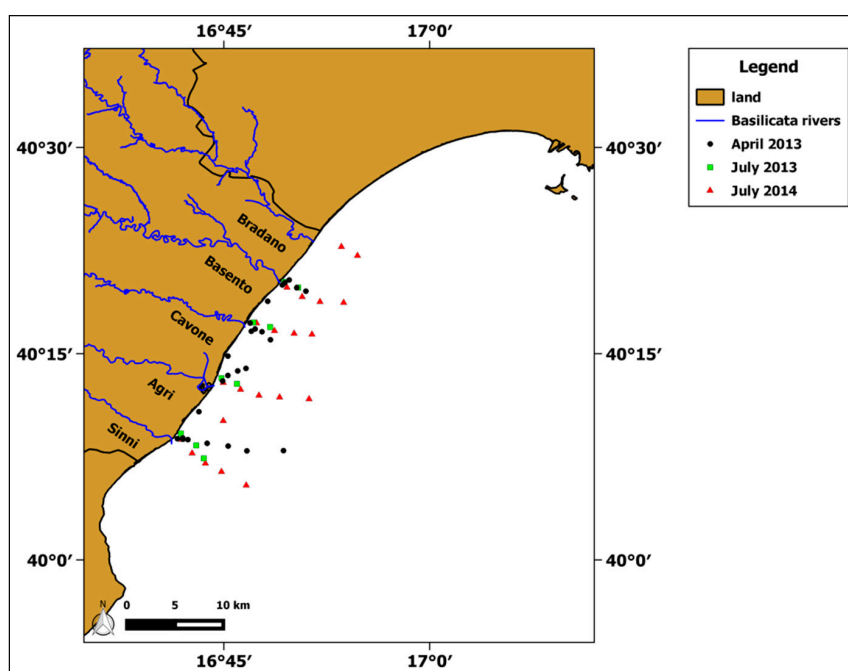 16°45′ 17°0′
Legend
land
Basilicata rivers
April 2013
July 2013
July 2014
40°30′ 40°30′
Bradano
Basento
Cavone
40°15′ 40°15′
Agri
Sinni
40°0′ 40°0′
N
0 5 10 km
16°45′ 17°0′